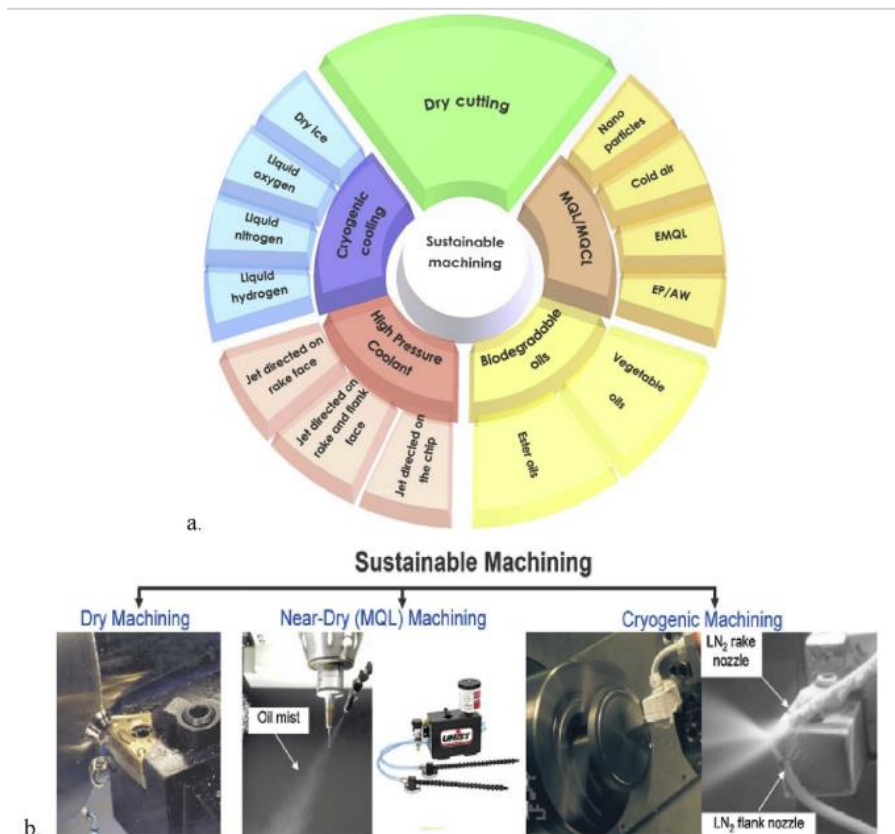 Dry cutting
Dry ice
Liquid
oxygen
Liquid
nitrogen
Liquid
hydrogen
Cryogenic
cooling
Sustainable
machining
MQL/MQCL
Nano
particles
Cold air
EMQL
EP/AW
High Pressure
Coolant
Jet directed on
rake face
Jet directed on
rake and flank
face
Jet directed on
the chip
Biodegradable
oils
Vegetable
oils
Ester oils
a.
Sustainable Machining
Dry Machining
Near-Dry (MQL) Machining
Cryogenic Machining
Oil mist
UNIST
LN₂ rake
nozzle
LN₂ flank nozzle
b.